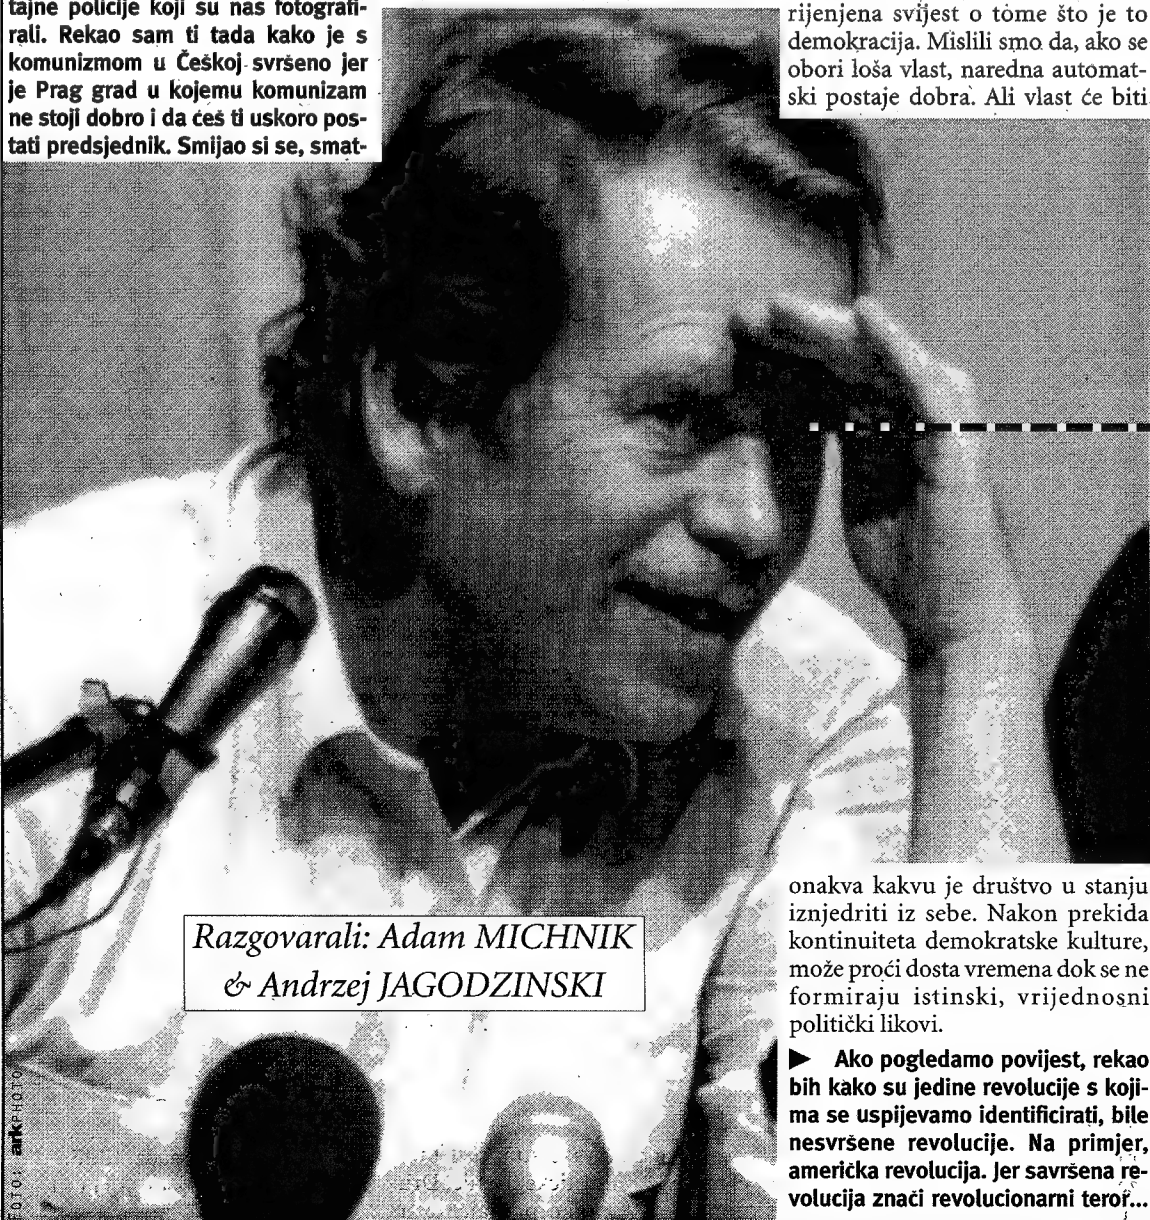 tajne policije koji su nas fotografi-
rali. Rekao sam ti tada kako je s
komunizmom u Češkoj svršeno jer
je Prag grad u kojemu komunizam
ne stoji dobro i da ćeš ti uskoro pos-
tati predsjednik. Smijao si se, smat-
rijenjena svijest o tome što je to
demokracija. Mislili smo da, ako se
obori loša vlast, naredna automat-
ski postaje dobra. Ali vlast će biti
onakva kakvu je društvo u stanju
iznjedriti iz sebe. Nakon prekida
kontinuiteta demokratske kulture,
može proći dosta vremena dok se ne
formiraju istinski, vrijednosni
politički likovi.
► Ako pogledamo povijest, rekao
bih kako su jedine revolucije s koji-
ma se uspijevamo identificirati, bile
nesvršene revolucije. Na primjer,
američka revolucija. Jer savršena re-
volucija znači revolucionarni teror...
Razgovarali: Adam MICHNIK
& Andrzej JAGODZINSKI
FOTO: arkPHOTO